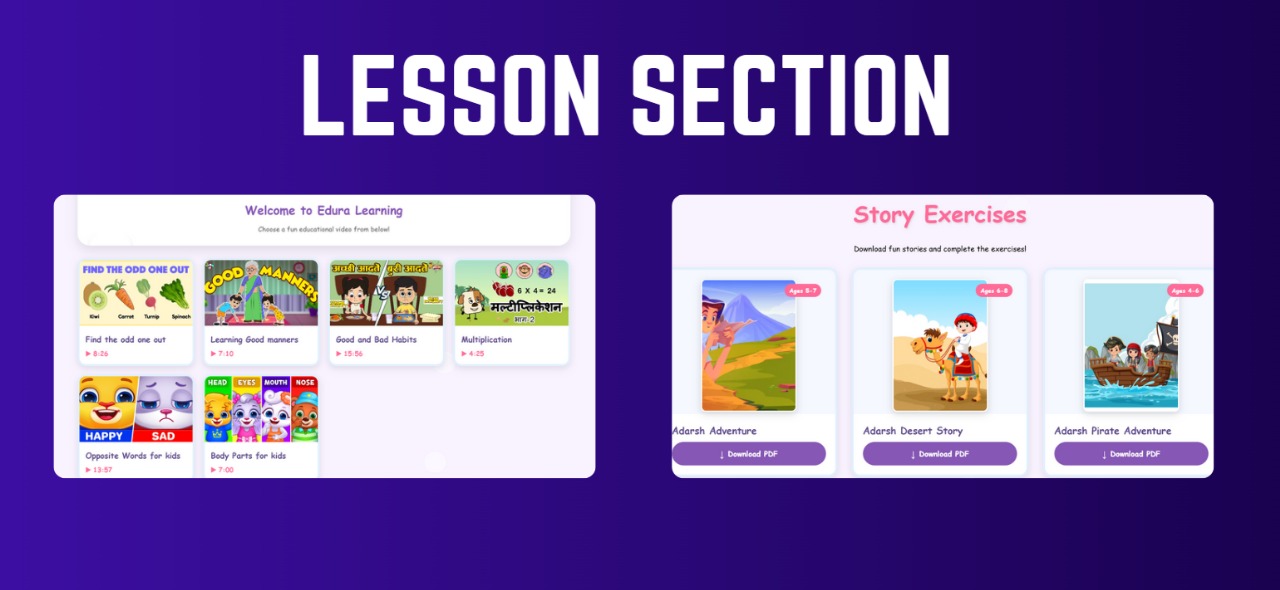 LESSON SECTION
Welcome to Edura Learning
Choose a fun educational video from below!
FIND THE ODD ONE OUT
Kiwi Carrot Turnip Spinach
Find the odd one out
▶ 8:26
GOOD MANNERS
Learning Good manners
▶ 7:10
अच्छी आदतें VS बुरी आदतें
Good and Bad Habits
▶ 15:56
6 X 4 = 24
मल्टीप्लिकेशन
भाग-2
Multiplication
▶ 4:25
HAPPY SAD
Opposite Words for kids
▶ 13:57
HEAD EYES MOUTH NOSE
Body Parts for kids
▶ 7:00
Story Exercises
Download fun stories and complete the exercises!
Ages 5-7
Adarsh Adventure
↓ Download PDF
Ages 6-8
Adarsh Desert Story
↓ Download PDF
Ages 4-6
Adarsh Pirate Adventure
↓ Download PDF